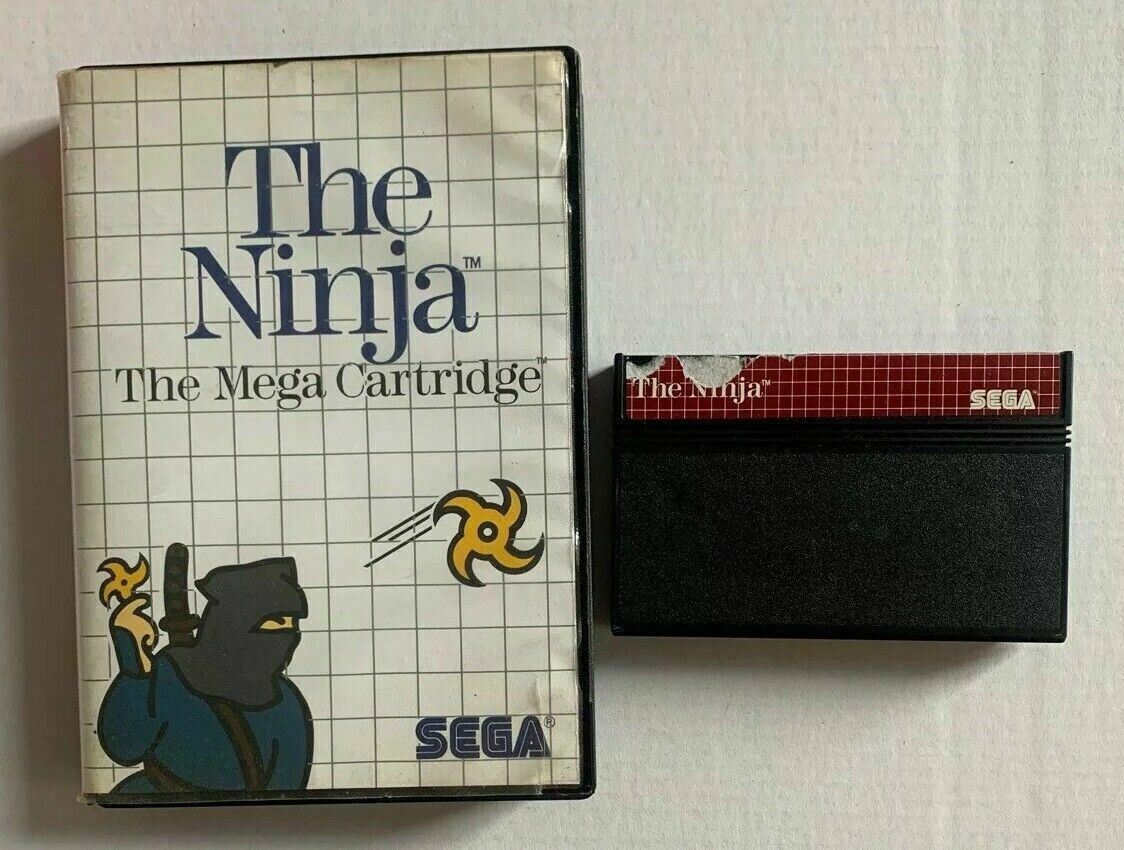 The
Ninja™
The Mega Cartridge™
SEGA®
The Ninja™
SEGA